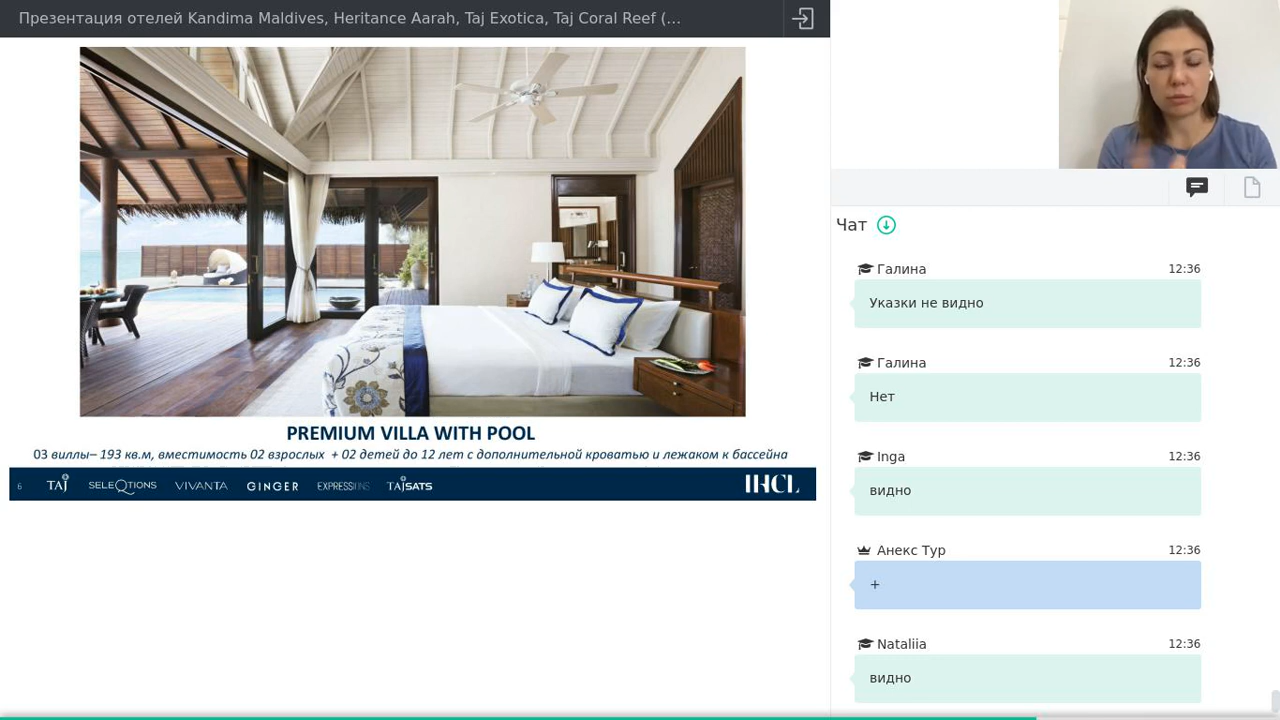 Презентация отелей Kandima Maldives, Heritance Aarah, Taj Exotica, Taj Coral Reef (...
PREMIUM VILLA WITH POOL
03 виллы– 193 кв.м, вместимость 02 взрослых + 02 детей до 12 лет с дополнительной кроватью и лежаком к бассейна
6 TAJ SELEQTIONS VIVANTA GINGER EXPRESSIONS TAJSATS IHCL
Чат
Галина 12:36
Указки не видно
Галина 12:36
Нет
Inga 12:36
видно
Анекс Тур 12:36
+
Nataliia 12:36
видно